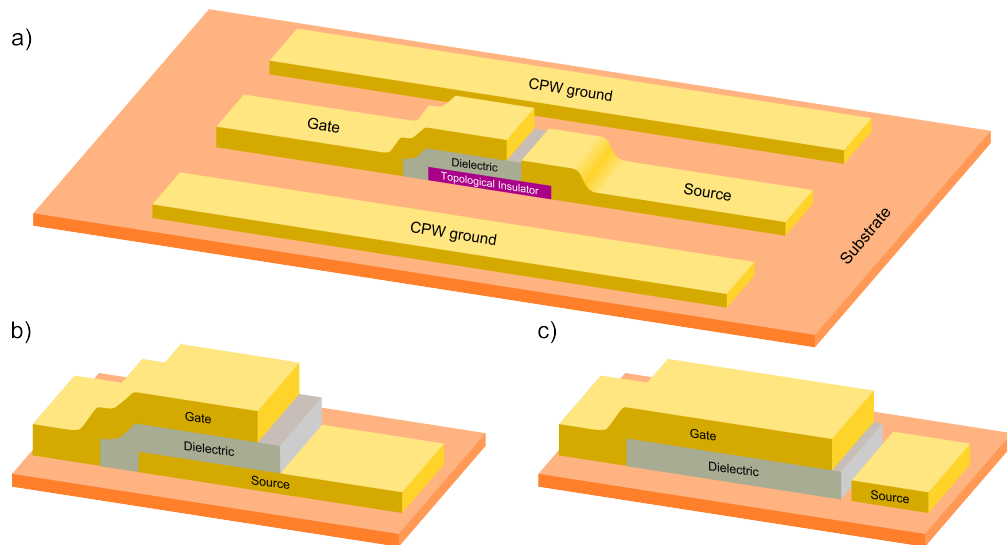 a)
CPW ground
Gate
Dielectric
Topological Insulator
Source
CPW ground
Substrate
b)
Gate
Dielectric
Source
c)
Gate
Dielectric
Source